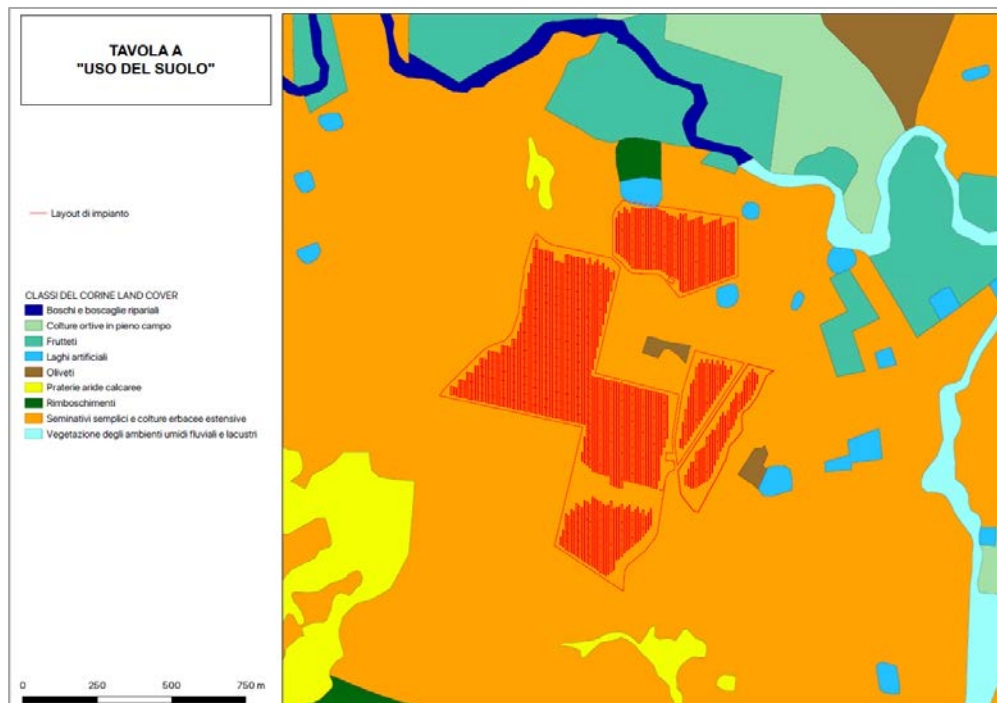 TAVOLA A
"USO DEL SUOLO"
Layout di impianto
CLASSI DEL CORINE LAND COVER
Boschi e boscaglie ripariali
Colture ortive in pieno campo
Frutteti
Laghi artificiali
Oliveti
Praterie aride calcaree
Rimboschimenti
Seminativi semplici e colture erbacee estensive
Vegetazione degli ambienti umidi fluviali e lacustri
0 250 500 750 m